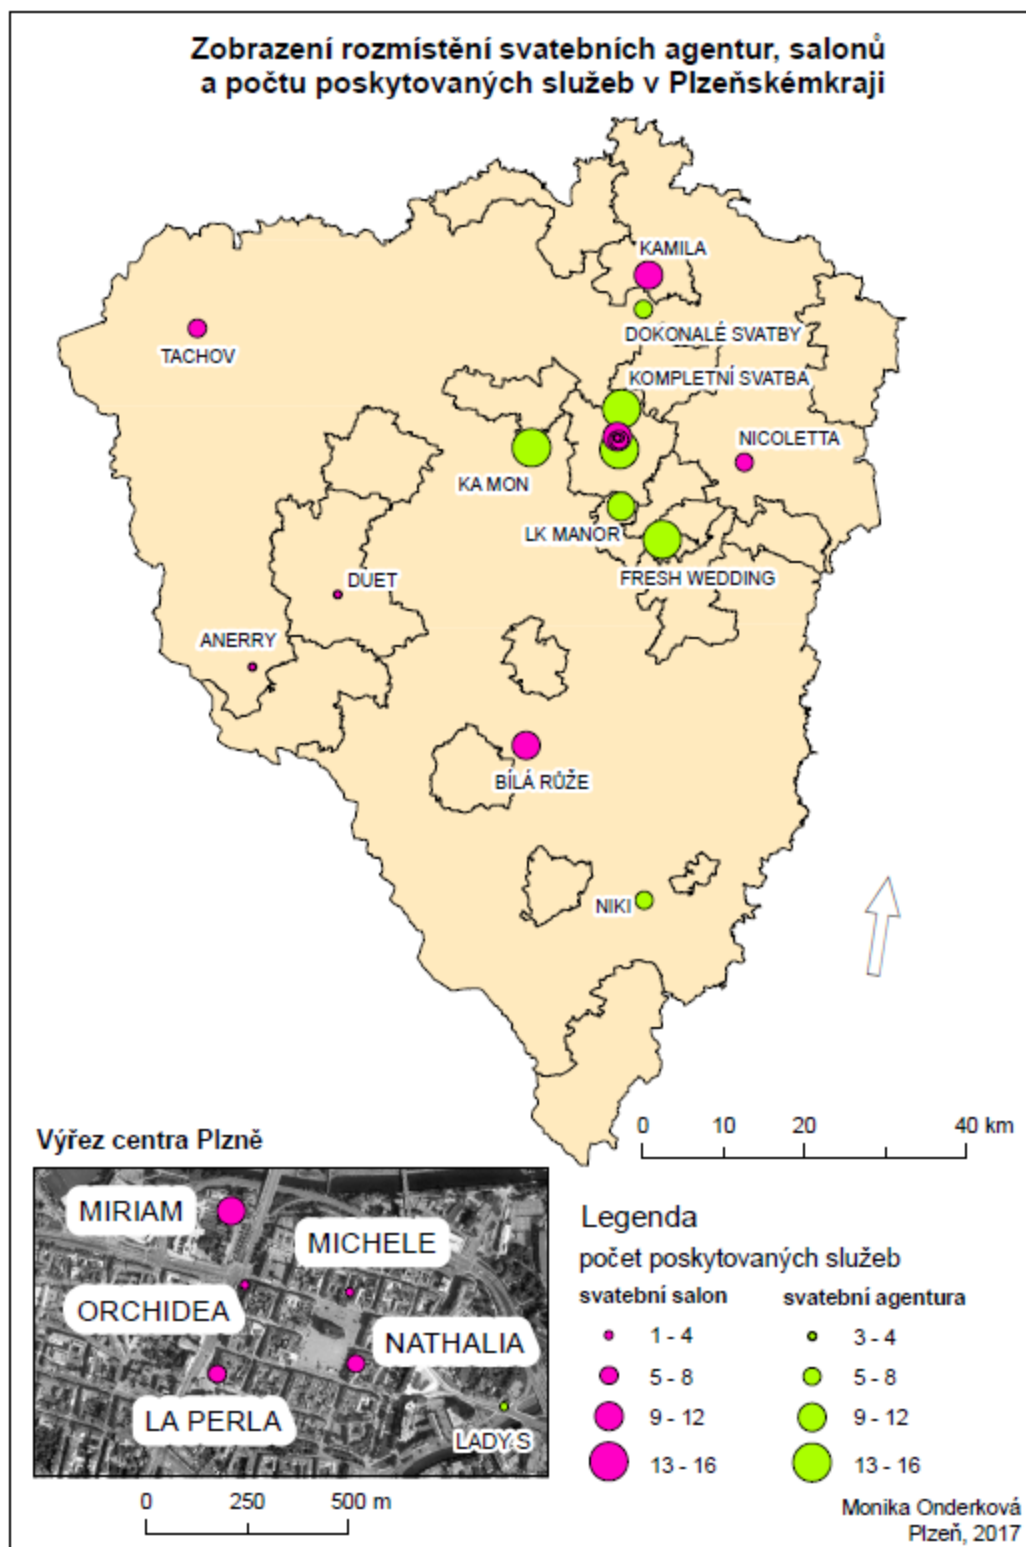 Zobrazení rozmístění svatebních agentur, salonů
a počtu poskytovaných služeb v Plzeňskémkraji
KAMILA
DOKONALÉ SVATBY
TACHOV
KOMPLETNÍ SVATBA
NICOLETTA
KA MON
LK MANOR
FRESH WEDDING
DUET
ANERRY
BÍLÁ RŮŽE
NIKI
0 10 20 40 km
Výřez centra Plzně
MIRIAM
MICHELE
ORCHIDEA
NATHALIA
LA PERLA
LADY S
0 250 500 m
Legenda
počet poskytovaných služeb
svatební salon svatební agentura
1 - 4 3 - 4
5 - 8 5 - 8
9 - 12 9 - 12
13 - 16 13 - 16
Monika Onderková
Plzeň, 2017